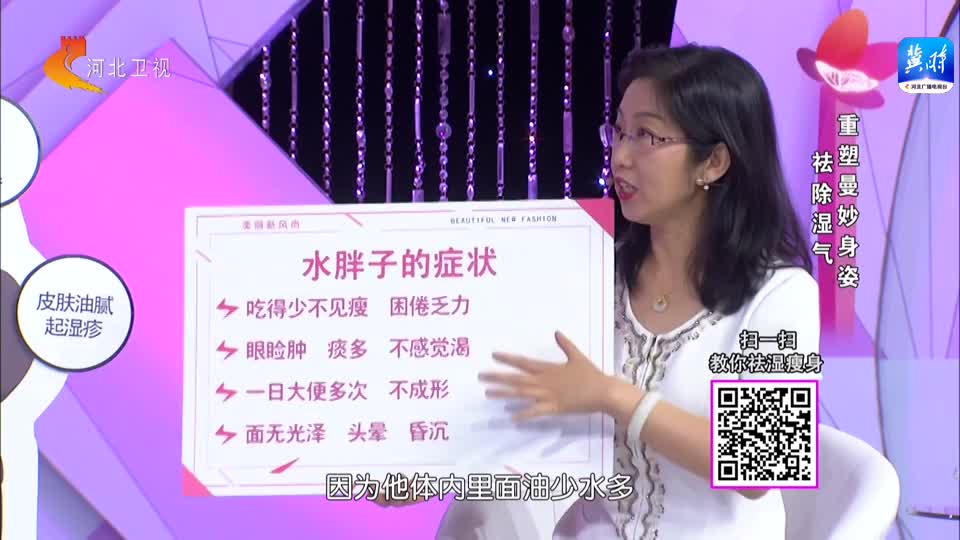 河北卫视
冀时
河北广播电视台
美丽新风尚
BEAUTIFUL NEW FASHION
水胖子的症状
吃得少不见瘦 困倦乏力
眼睑肿 痰多 不感觉渴
一日大便多次 不成形
面无光泽 头晕 昏沉
皮肤油腻
起湿疹
重塑曼妙身姿
祛除湿气
扫一扫
教你祛湿瘦身
因为他体内里面油少水多